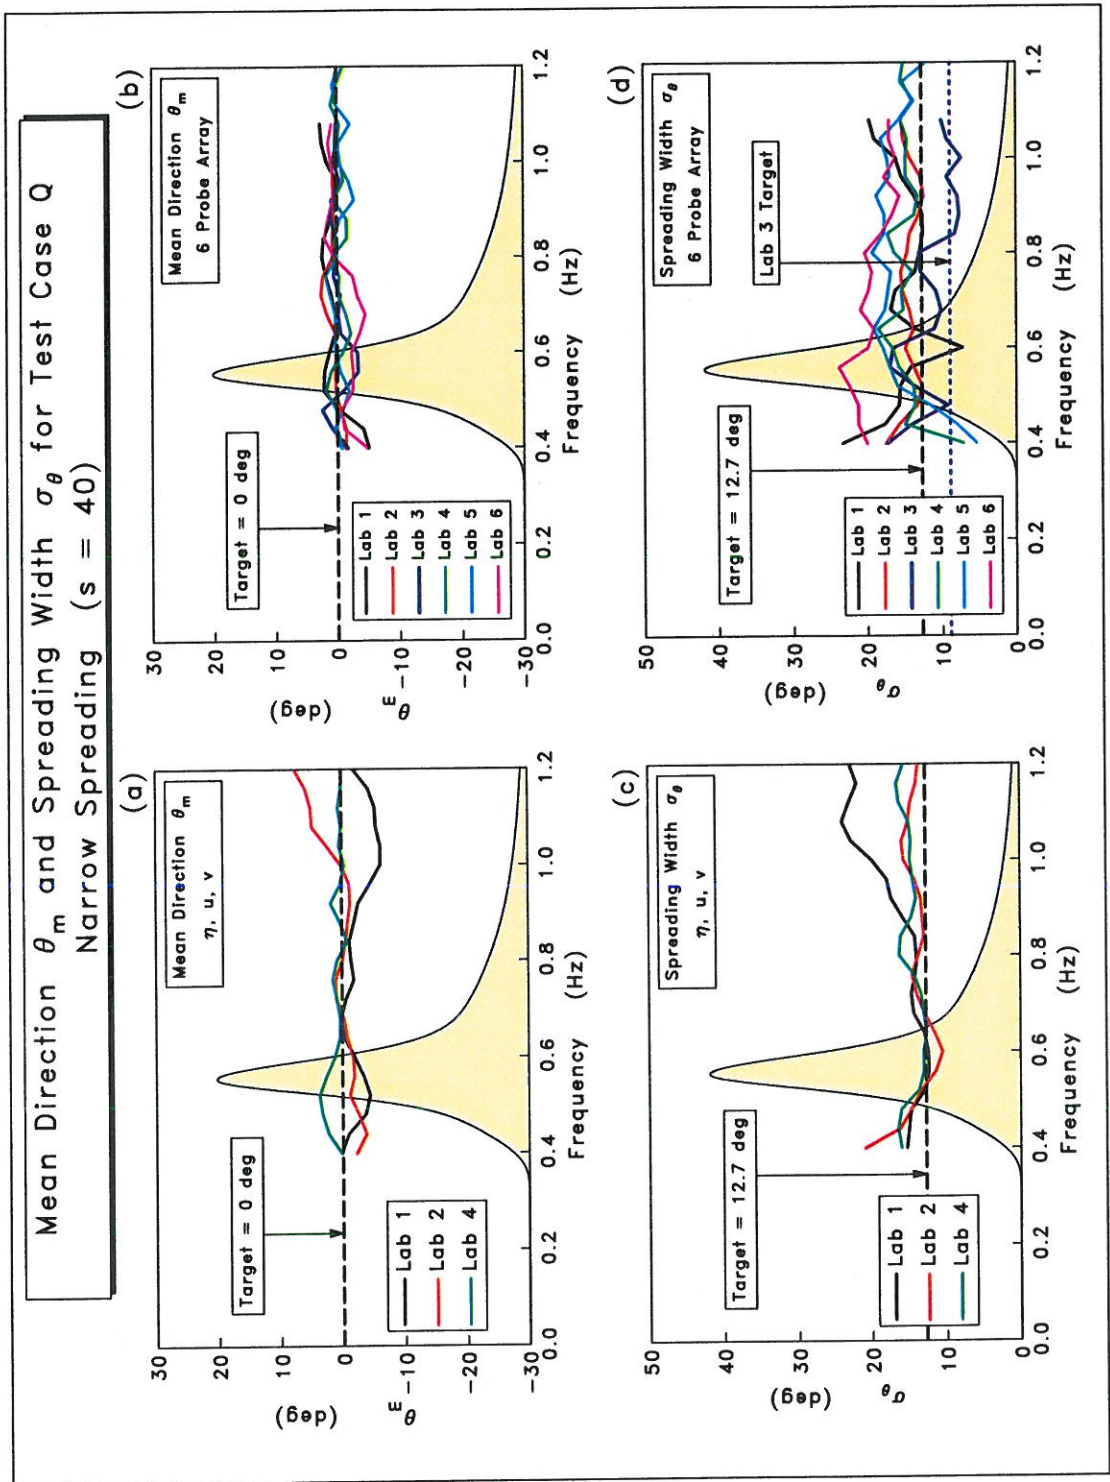 Mean Direction θm and Spreading Width σθ for Test Case Q
Narrow Spreading (s = 40)
(a)
Mean Direction θm
η, u, v
Target = 0 deg
Lab 1
Lab 2
Lab 4
30
20
10
0
-10
-20
-30
θm (deg)
0.0 0.2 0.4 0.6 0.8 1.0 1.2
Frequency (Hz)
(b)
Mean Direction θm
6 Probe Array
Target = 0 deg
Lab 1
Lab 2
Lab 3
Lab 4
Lab 5
Lab 6
30
20
10
0
-10
-20
-30
θm (deg)
0.0 0.2 0.4 0.6 0.8 1.0 1.2
Frequency (Hz)
(c)
Spreading Width σθ
η, u, v
Target = 12.7 deg
Lab 1
Lab 2
Lab 4
50
40
30
20
10
0
σθ (deg)
0.0 0.2 0.4 0.6 0.8 1.0 1.2
Frequency (Hz)
(d)
Spreading Width σθ
6 Probe Array
Lab 3 Target
Target = 12.7 deg
Lab 1
Lab 2
Lab 3
Lab 4
Lab 5
Lab 6
50
40
30
20
10
0
σθ (deg)
0.0 0.2 0.4 0.6 0.8 1.0 1.2
Frequency (Hz)